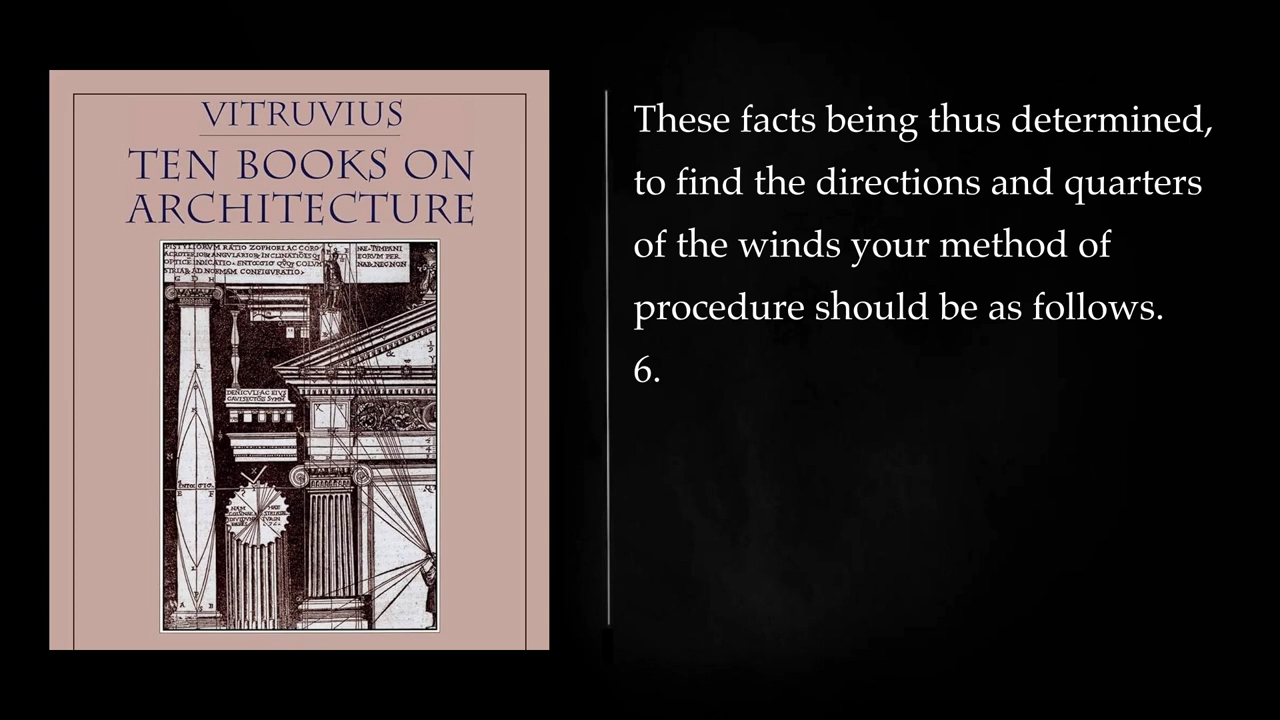 VITRUVIUS
TEN BOOKS ON
ARCHITECTURE
These facts being thus determined,
to find the directions and quarters
of the winds your method of
procedure should be as follows.
6.